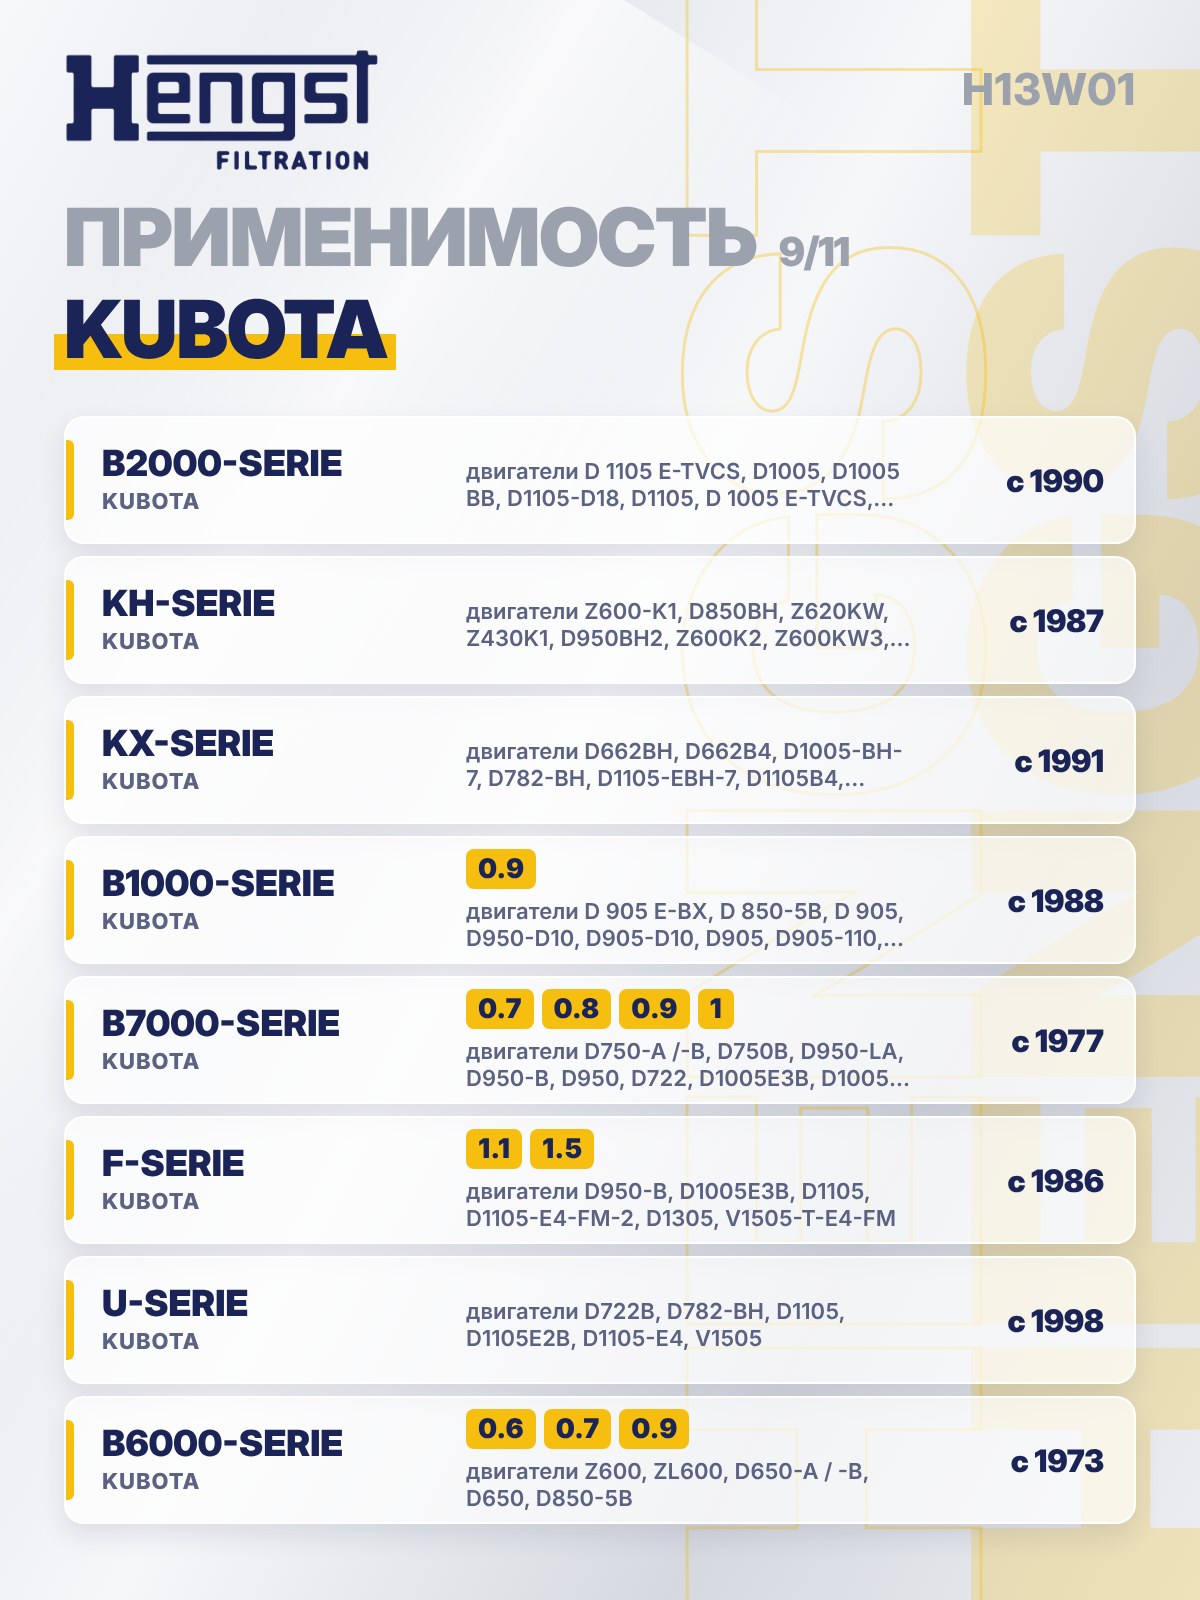 Hengst
FILTRATION
H13W01
ПРИМЕНИМОСТЬ 9/11
KUBOTA
B2000-SERIE
KUBOTA
двигатели D 1105 E-TVCS, D1005, D1005
BB, D1105-D18, D1105, D 1005 E-TVCS,...
с 1990
KH-SERIE
KUBOTA
двигатели Z600-K1, D850BH, Z620KW,
Z430K1, D950BH2, Z600K2, Z600KW3,...
с 1987
KX-SERIE
KUBOTA
двигатели D662BH, D662B4, D1005-BH-
7, D782-BH, D1105-EBH-7, D1105B4,...
с 1991
B1000-SERIE
KUBOTA
0.9
двигатели D 905 E-BX, D 850-5B, D 905,
D950-D10, D905-D10, D905, D905-110,...
с 1988
B7000-SERIE
KUBOTA
0.7 0.8 0.9 1
двигатели D750-A /-B, D750B, D950-LA,
D950-B, D950, D722, D1005E3B, D1005...
с 1977
F-SERIE
KUBOTA
1.1 1.5
двигатели D950-B, D1005E3B, D1105,
D1105-E4-FM-2, D1305, V1505-T-E4-FM
с 1986
U-SERIE
KUBOTA
двигатели D722B, D782-BH, D1105,
D1105E2B, D1105-E4, V1505
с 1998
B6000-SERIE
KUBOTA
0.6 0.7 0.9
двигатели Z600, ZL600, D650-A / -B,
D650, D850-5B
с 1973
HENGST